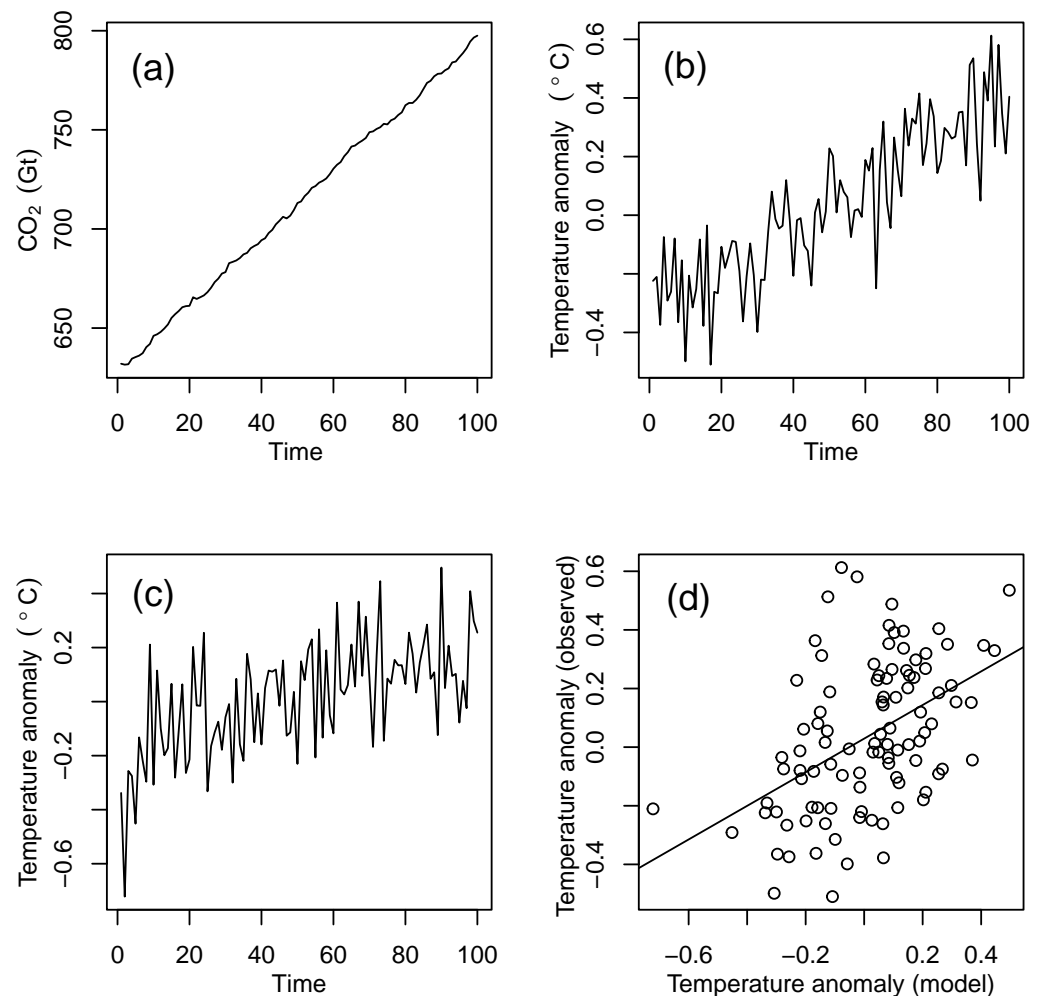 (a)
CO₂ (Gt)
800
750
700
650
0 20 40 60 80 100
Time
(b)
Temperature anomaly (°C)
0.6
0.4
0.2
0.0
−0.4
0 20 40 60 80 100
Time
(c)
Temperature anomaly (°C)
0.2
−0.2
−0.6
0 20 40 60 80 100
Time
(d)
Temperature anomaly (observed)
0.6
0.4
0.2
0.0
−0.4
−0.6 −0.2 0.2 0.4
Temperature anomaly (model)